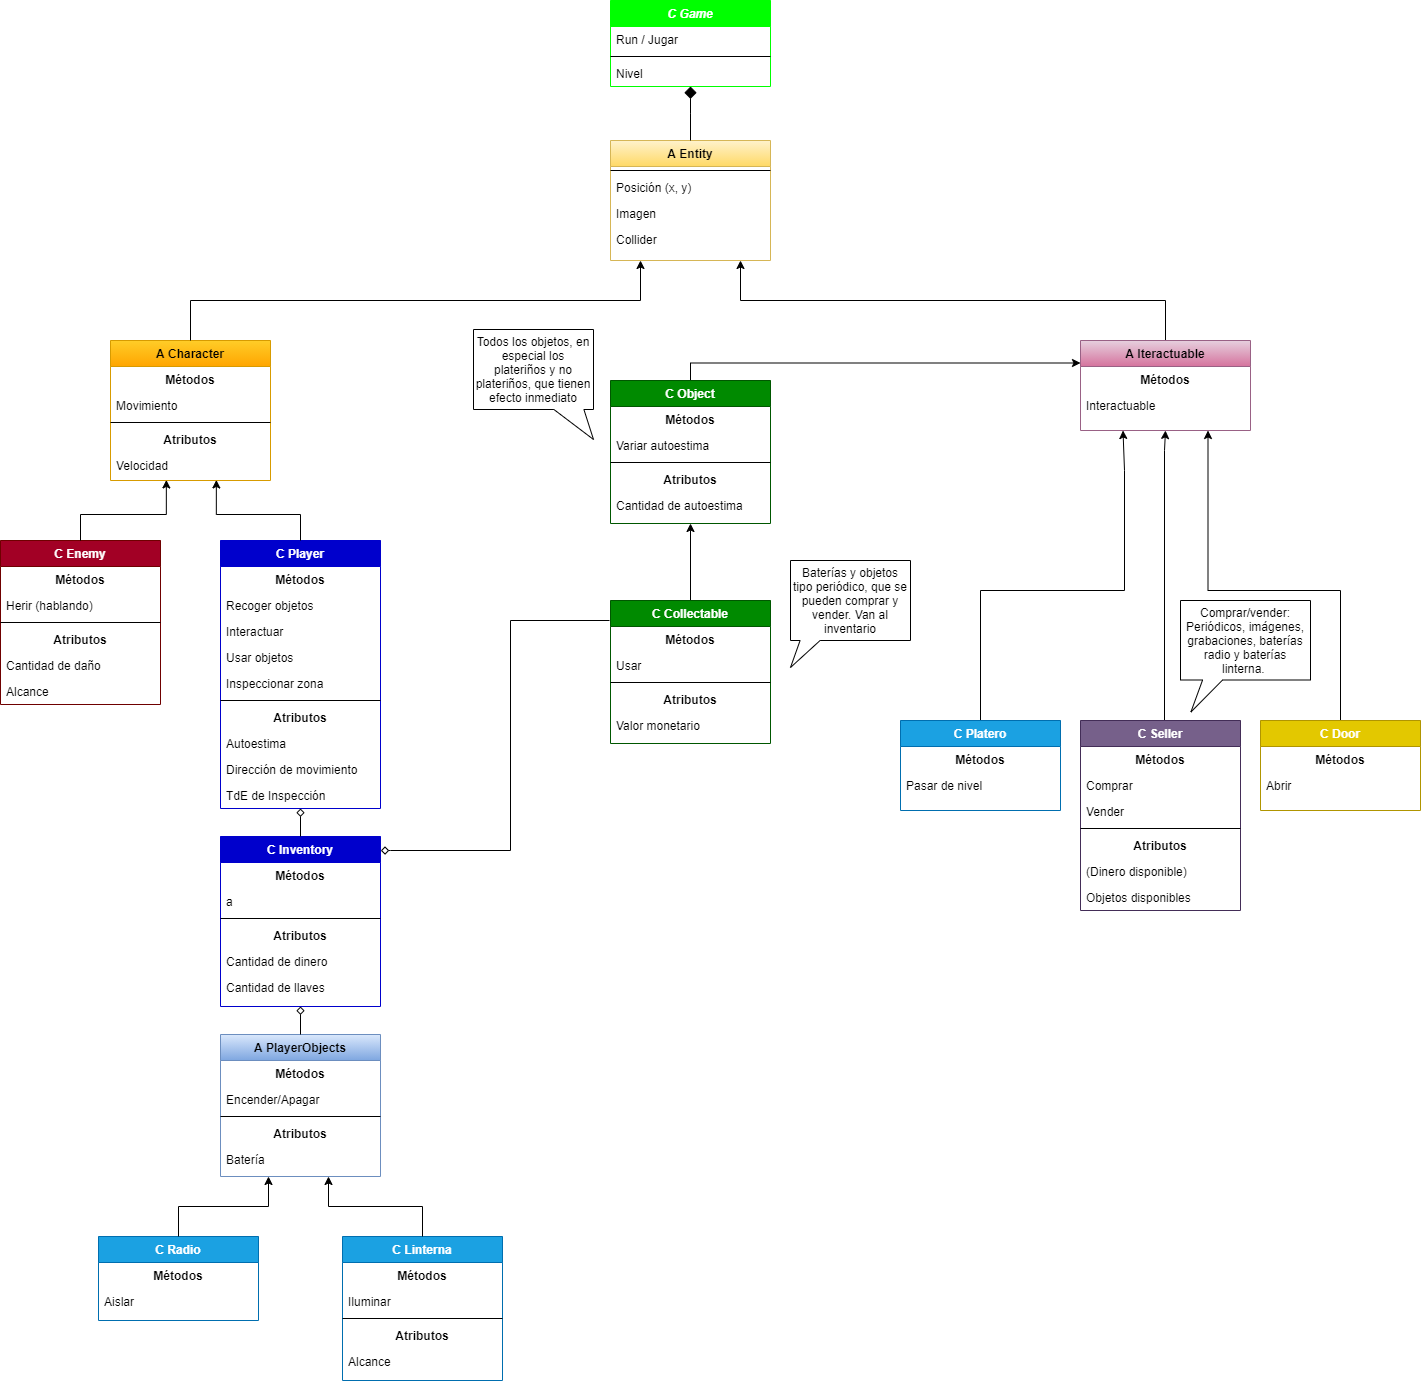 C Game
Run / Jugar
Nivel
A Entity
Posición (x, y)
Imagen
Collider
A Character
Métodos
Movimiento
Atributos
Velocidad
Todos los objetos, en
especial los
plateriños y no
plateriños, que tienen
efecto inmediato
C Object
Métodos
Variar autoestima
Atributos
Cantidad de autoestima
A Iteractuable
Métodos
Interactuable
C Enemy
Métodos
Herir (hablando)
Atributos
Cantidad de daño
Alcance
C Player
Métodos
Recoger objetos
Interactuar
Usar objetos
Inspeccionar zona
Atributos
Autoestima
Dirección de movimiento
TdE de Inspección
C Collectable
Métodos
Usar
Atributos
Valor monetario
Baterías y objetos
tipo periódico, que se
pueden comprar y
vender. Van al
inventario
Comprar/vender:
Periódicos, imágenes,
grabaciones, baterías
radio y baterías
linterna.
C Platero
Métodos
Pasar de nivel
C Seller
Métodos
Comprar
Vender
Atributos
(Dinero disponible)
Objetos disponibles
C Door
Métodos
Abrir
C Inventory
Métodos
a
Atributos
Cantidad de dinero
Cantidad de llaves
A PlayerObjects
Métodos
Encender/Apagar
Atributos
Batería
C Radio
Métodos
Aislar
C Linterna
Métodos
Iluminar
Atributos
Alcance